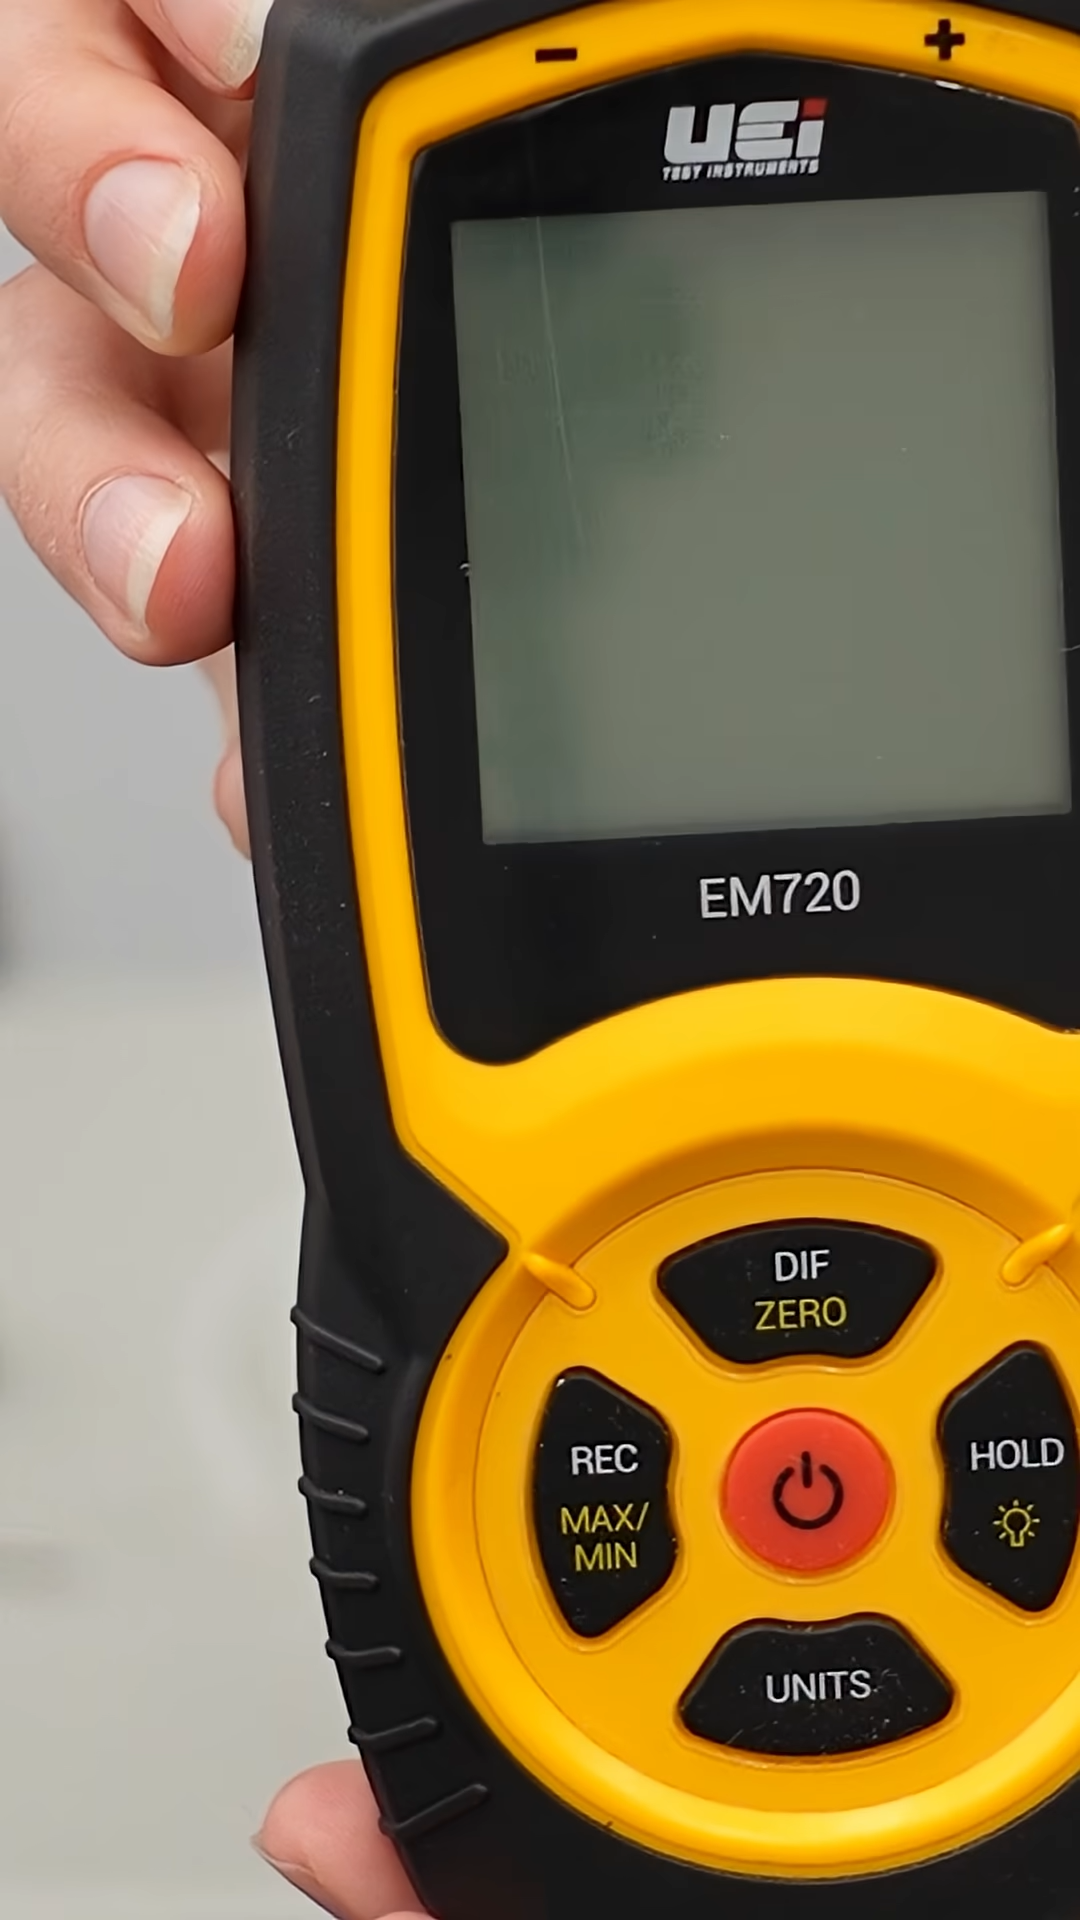 - +
UEi
TEST INSTRUMENTS
EM720
DIF
ZERO
REC
MAX/
MIN
HOLD
UNITS